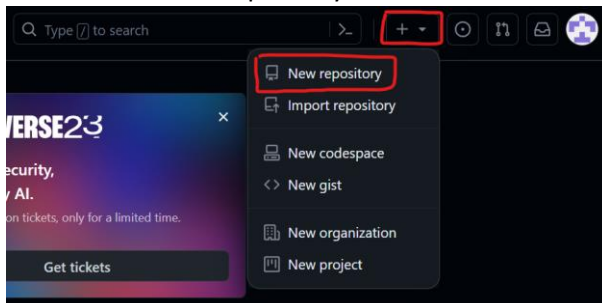 Type / to search
New repository
Import repository
VERSE23
ecurity,
New codespace
y AI.
New gist
on tickets, only for a limited time.
New organization
Get tickets
New project